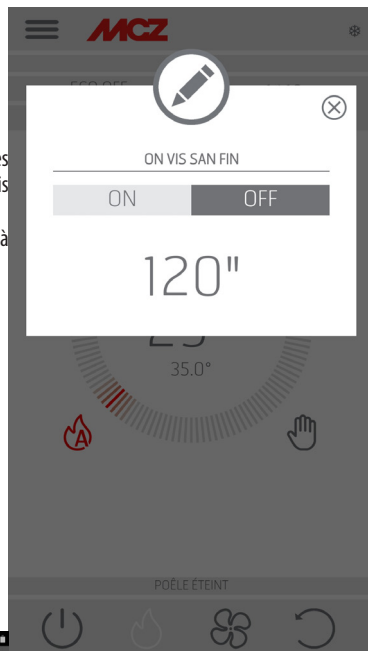 MCZ
ON VIS SAN FIN
ON OFF
120"
35.0°
A
POÊLE ÉTEINT
à